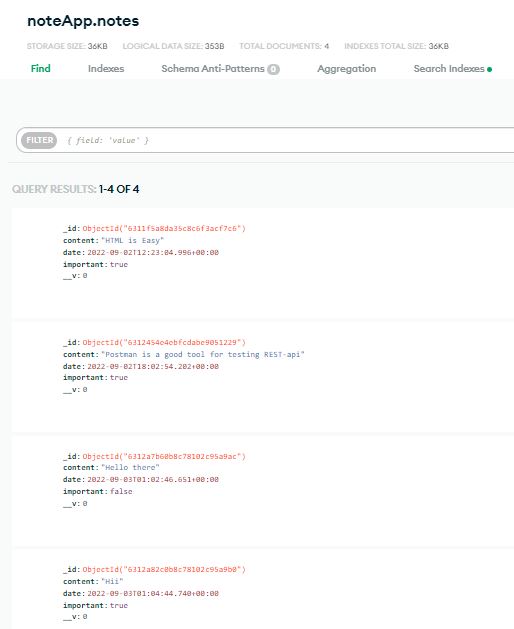 noteApp.notes
STORAGE SIZE: 36KB LOGICAL DATA SIZE: 353B TOTAL DOCUMENTS: 4 INDEXES TOTAL SIZE: 36KB
Find Indexes Schema Anti-Patterns 0 Aggregation Search Indexes
FILTER { field: 'value' }
QUERY RESULTS: 1-4 OF 4
_id: ObjectId("6311f5a8da35c8c6f3acf7c6")
content: "HTML is Easy"
date: 2022-09-02T12:23:04.996+00:00
important: true
__v: 0
_id: ObjectId("6312454e4ebfcdabe9051229")
content: "Postman is a good tool for testing REST-api"
date: 2022-09-02T18:02:54.202+00:00
important: true
__v: 0
_id: ObjectId("6312a7b60b8c78102c95a9ac")
content: "Hello there"
date: 2022-09-03T01:02:46.651+00:00
important: false
__v: 0
_id: ObjectId("6312a82c0b8c78102c95a9b0")
content: "Hii"
date: 2022-09-03T01:04:44.740+00:00
important: true
__v: 0